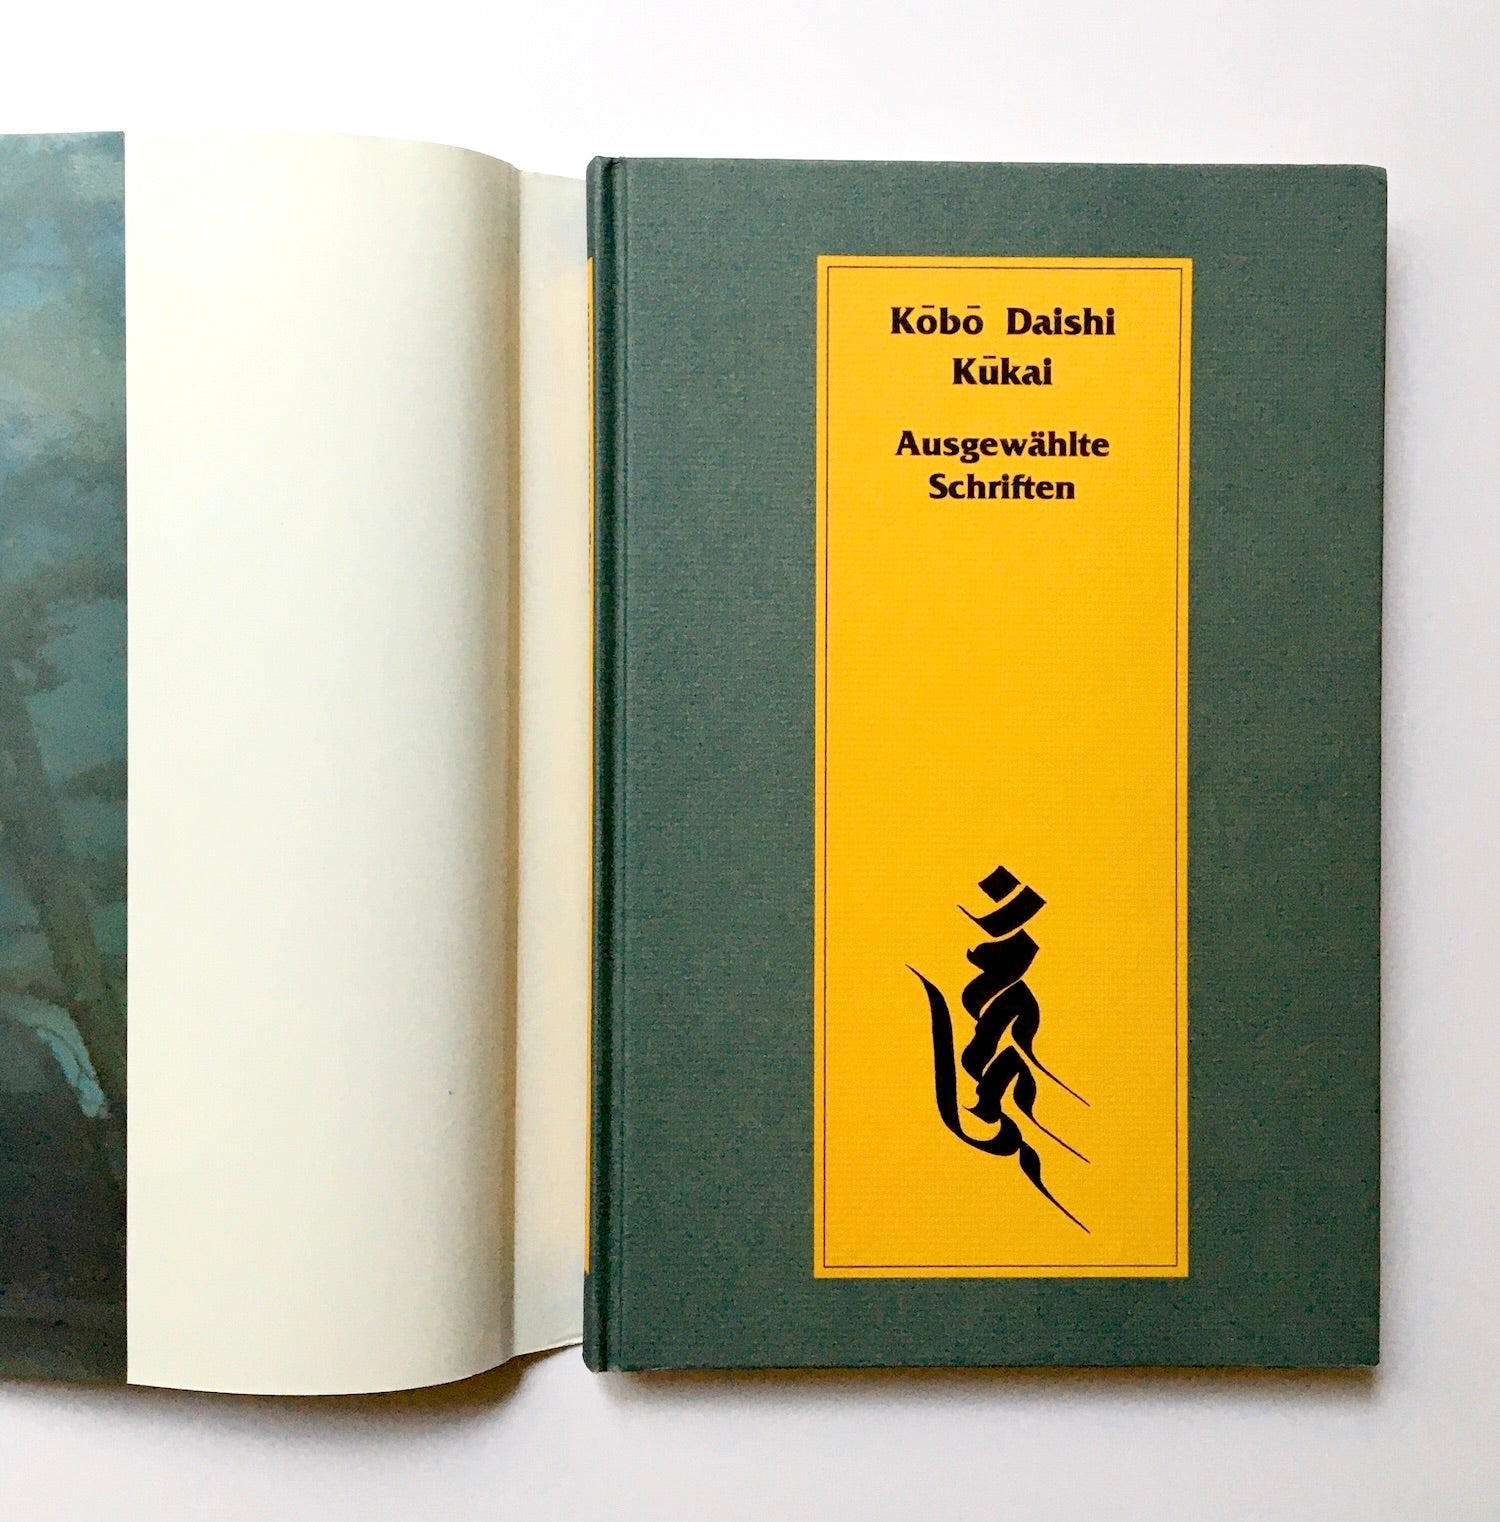 Kōbō Daishi
Kūkai
Ausgewählte
Schriften